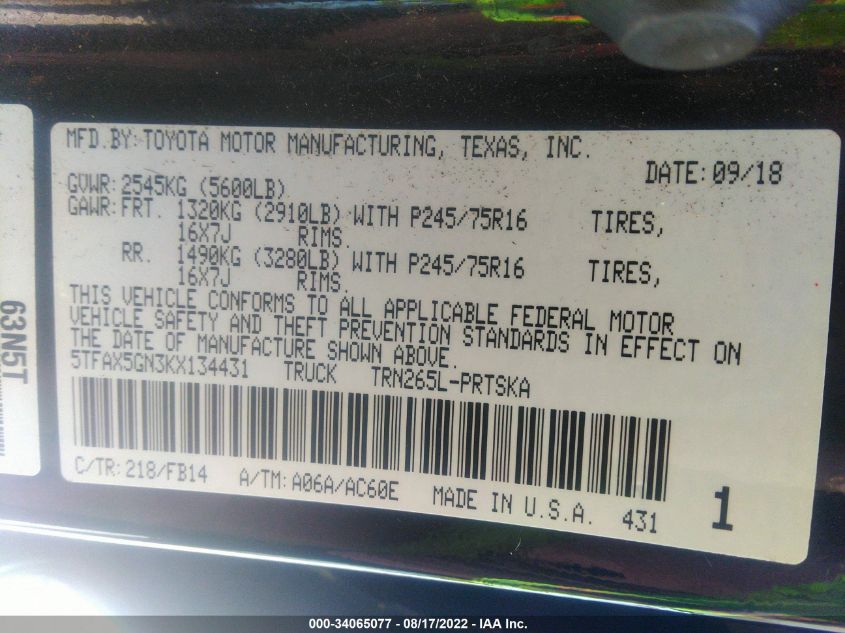 MFD.BY:TOYOTA MOTOR MANUFACTURING, TEXAS, INC.
DATE:09/18
GVWR:2545KG (5600LB)
GAWR:FRT. 1320KG (2910LB) WITH P245/75R16 TIRES,
16X7J RIMS.
RR. 1490KG (3280LB) WITH P245/75R16 TIRES,
16X7J RIMS.
THIS VEHICLE CONFORMS TO ALL APPLICABLE FEDERAL MOTOR
VEHICLE SAFETY AND THEFT PREVENTION STANDARDS IN EFFECT ON
THE DATE OF MANUFACTURE SHOWN ABOVE.
5TFAX5GN3KX134431 TRUCK TRN265L-PRTSKA
C/TR:218/FB14 A/TM:A06A/AC60E MADE IN U.S.A. 431 1
63N5T
000-34065077 - 08/17/2022 - IAA Inc.